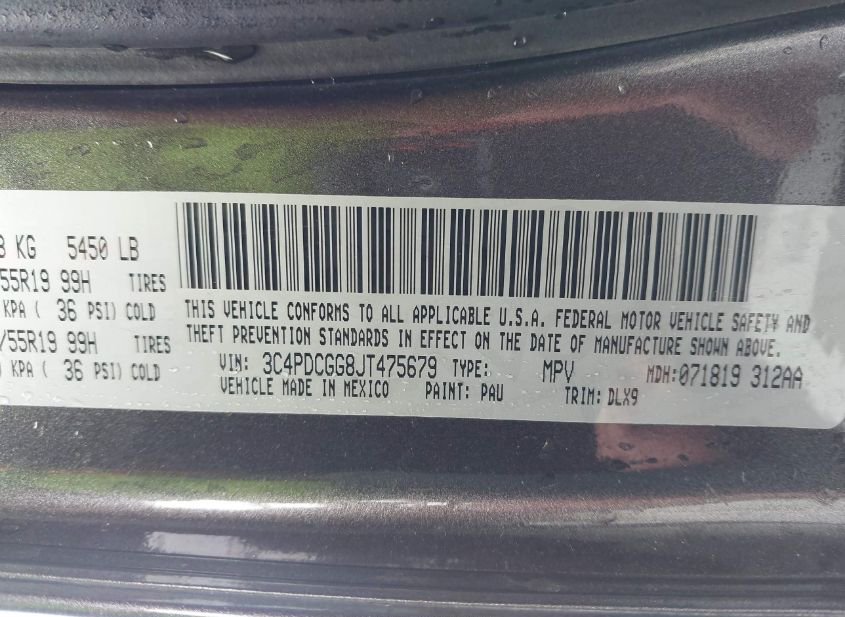 KG 5450 LB
55R19 99H TIRES
KPA ( 36 PSI) COLD
/55R19 99H TIRES
KPA ( 36 PSI) COLD
THIS VEHICLE CONFORMS TO ALL APPLICABLE U.S.A. FEDERAL MOTOR VEHICLE SAFETY AND
THEFT PREVENTION STANDARDS IN EFFECT ON THE DATE OF MANUFACTURE SHOWN ABOVE.
VIN: 3C4PDCGG8JT475679 TYPE: MPV MDH:071819 312AA
VEHICLE MADE IN MEXICO PAINT: PAU TRIM: DLX9